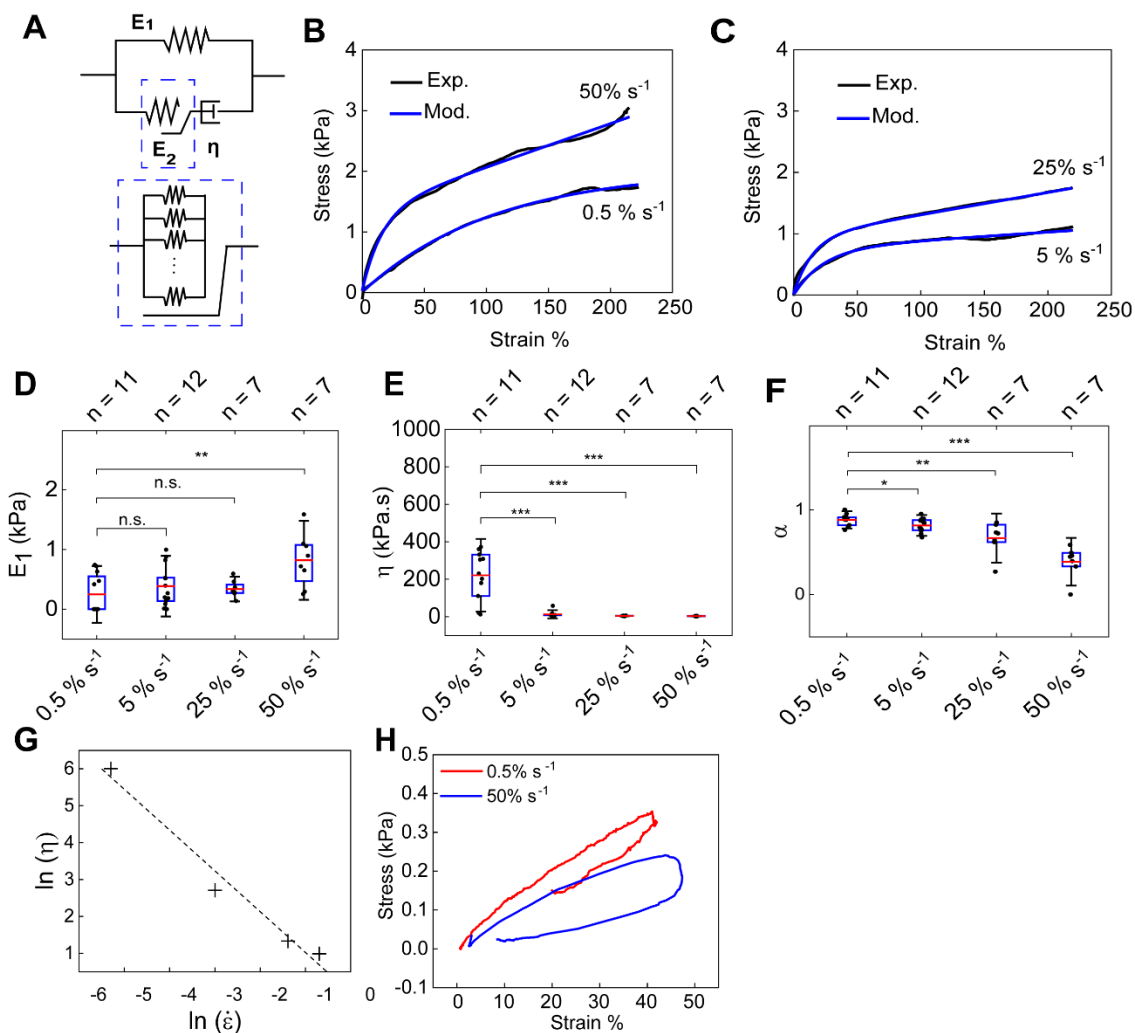 A
E1
E2
η
B
Stress (kPa)
4
3
2
1
0
Exp.
Mod.
50% s-1
0.5 % s-1
0 50 100 150 200 250
Strain %
C
Stress (kPa)
4
3
2
1
0
Exp.
Mod.
25% s-1
5 % s-1
0 50 100 150 200 250
Strain %
D
n = 11 n = 12 n = 7 n = 7
E1 (kPa)
2
1
0
**
n.s.
n.s.
0.5 % s-1 5 % s-1 25 % s-1 50 % s-1
E
n = 11 n = 12 n = 7 n = 7
η (kPa.s)
1000
800
600
400
200
0
***
***
***
0.5 % s-1 5 % s-1 25 % s-1 50 % s-1
F
n = 11 n = 12 n = 7 n = 7
α
1
0
***
**
*
0.5 % s-1 5 % s-1 25 % s-1 50 % s-1
G
ln (η)
6
5
4
3
2
1
-6 -5 -4 -3 -2 -1 0
ln (ε̇)
H
Stress (kPa)
0.5
0.4
0.3
0.2
0.1
0.0
-0.1
0.5% s-1
50% s-1
0 10 20 30 40 50
Strain %